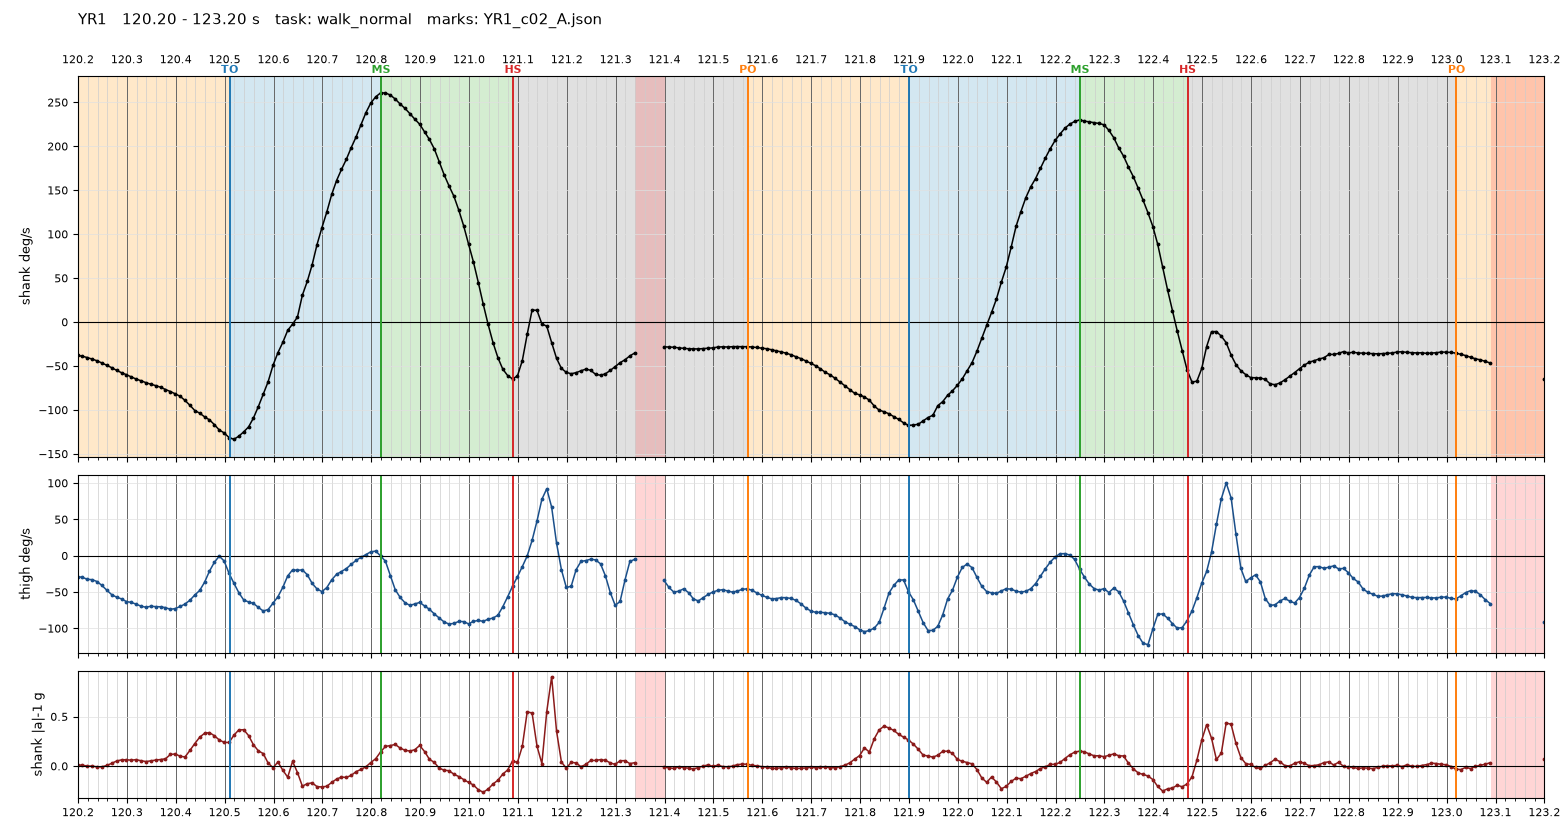 YR1   120.20 - 123.20 s   task: walk_normal   marks: YR1_c02_A.json
120.2 120.3 120.4 120.5 120.6 120.7 120.8 120.9 121.0 121.1 121.2 121.3 121.4 121.5 121.6 121.7 121.8 121.9 122.0 122.1 122.2 122.3 122.4 122.5 122.6 122.7 122.8 122.9 123.0 123.1 123.2
TO MS HS PO TO MS HS PO
shank deg/s
250
200
150
100
50
0
−50
−100
−150
thigh deg/s
100
50
0
−50
−100
shank |a|-1 g
0.5
0.0
120.2 120.3 120.4 120.5 120.6 120.7 120.8 120.9 121.0 121.1 121.2 121.3 121.4 121.5 121.6 121.7 121.8 121.9 122.0 122.1 122.2 122.3 122.4 122.5 122.6 122.7 122.8 122.9 123.0 123.1 123.2